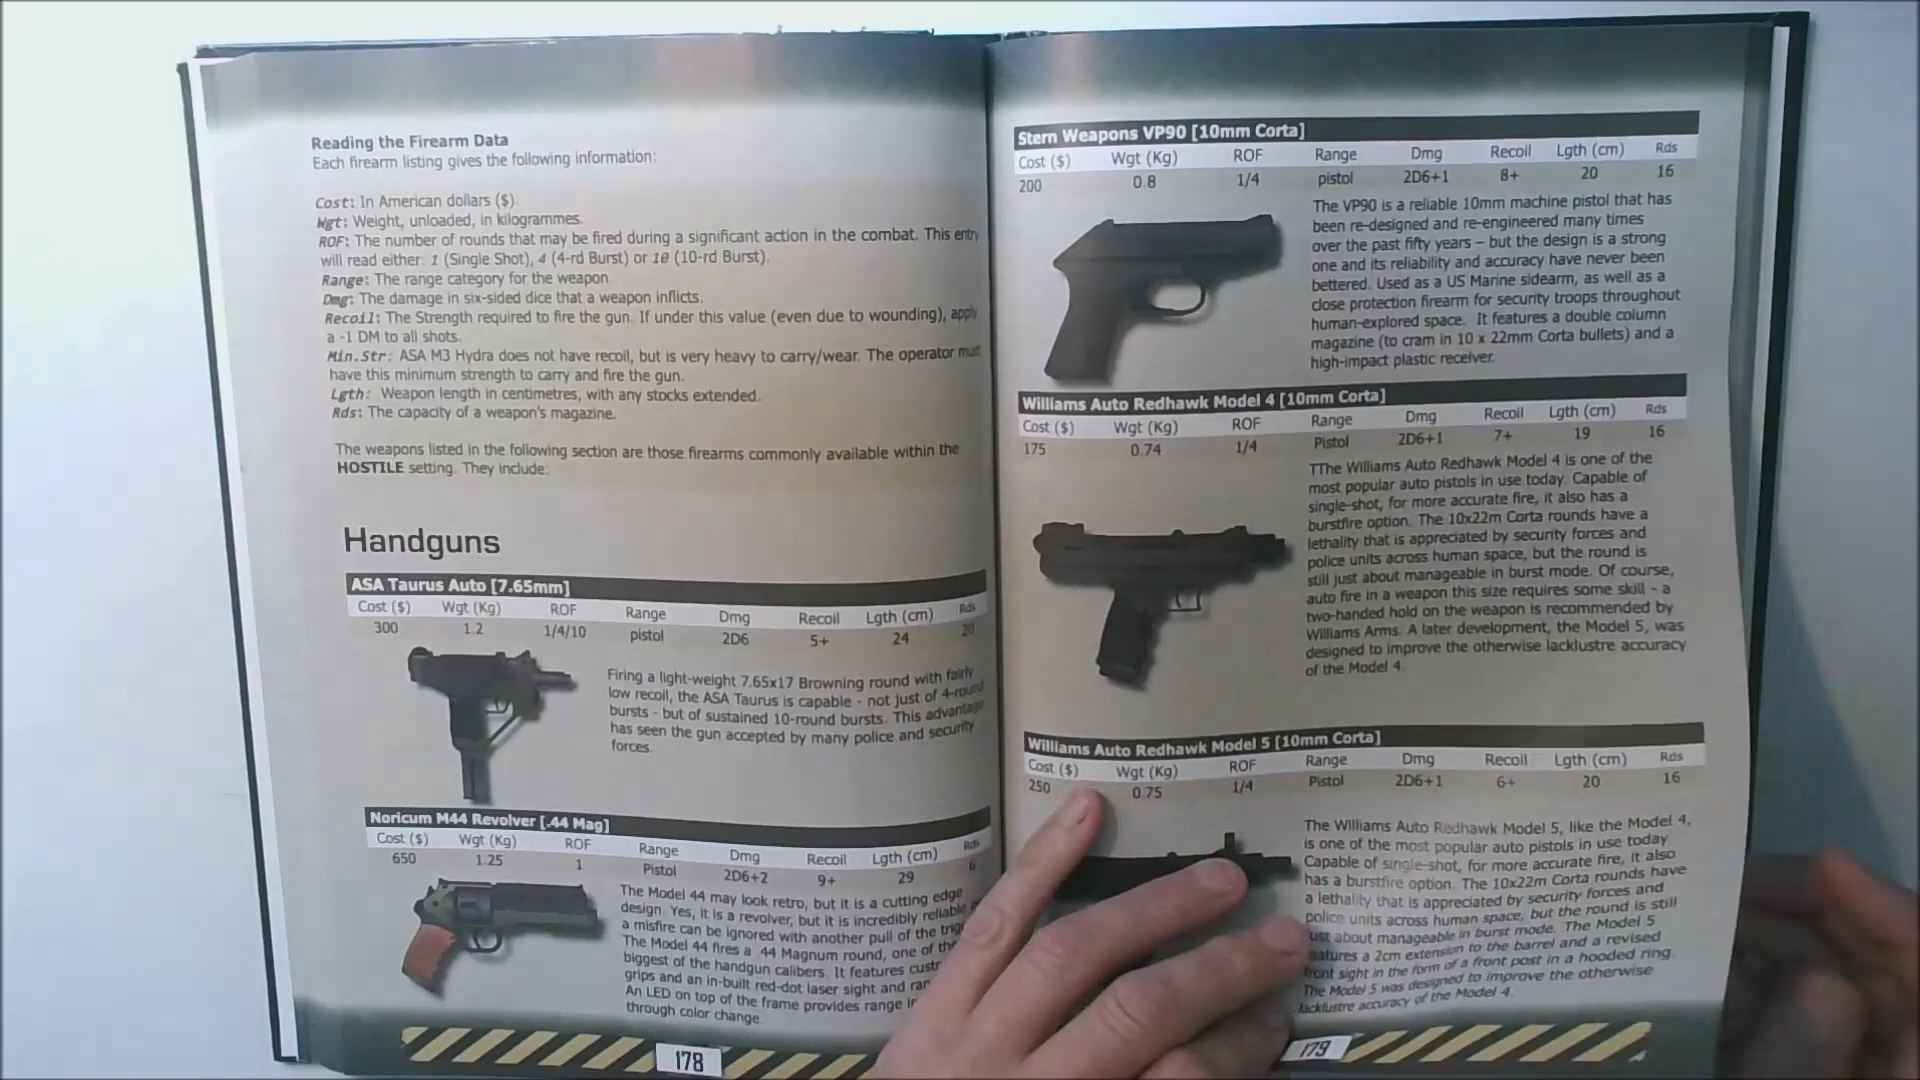 Reading the Firearm Data
Each firearm listing gives the following information:
Cost: In American dollars ($).
Wgt: Weight, unloaded, in kilogrammes.
ROF: The number of rounds that may be fired during a significant action in the combat. This entry
will read either: 1 (Single Shot), 4 (4-rd Burst) or 10 (10-rd Burst).
Range: The range category for the weapon.
Dmg: The damage in six-sided dice that a weapon inflicts.
Recoil: The Strength required to fire the gun. If under this value (even due to wounding), apply
a -1 DM to all shots.
Min.Str: ASA M3 Hydra does not have recoil, but is very heavy to carry/wear. The operator must
have this minimum strength to carry and fire the gun.
Lgth: Weapon length in centimetres, with any stocks extended.
Rds: The capacity of a weapon's magazine.
The weapons listed in the following section are those firearms commonly available within the
HOSTILE setting. They include:
Handguns
ASA Taurus Auto [7.65mm]
Cost ($) Wgt (Kg) ROF Range Dmg Recoil Lgth (cm) Rds
300 1.2 1/4/10 pistol 2D6 5+ 24 20
Firing a light-weight 7.65x17 Browning round with fairly
low recoil, the ASA Taurus is capable - not just of 4-round
bursts - but of sustained 10-round bursts. This advantage
has seen the gun accepted by many police and security
forces.
Noricum M44 Revolver [.44 Mag]
Cost ($) Wgt (Kg) ROF Range Dmg Recoil Lgth (cm) Rds
650 1.25 1 Pistol 2D6+2 9+ 29 6
The Model 44 may look retro, but it is a cutting edge
design. Yes, it is a revolver, but it is incredibly reliable
a misfire can be ignored with another pull of the
The Model 44 fires a .44 Magnum round, one of the
biggest of the handgun calibers. It features
grips and an in-built red-dot laser sight and
An LED on top of the frame provides range
through color change.
178
Stern Weapons VP90 [10mm Corta]
Cost ($) Wgt (Kg) ROF Range Dmg Recoil Lgth (cm) Rds
200 0.8 1/4 pistol 2D6+1 8+ 20 16
The VP90 is a reliable 10mm machine pistol that has
been re-designed and re-engineered many times
over the past fifty years – but the design is a strong
one and its reliability and accuracy have never been
bettered. Used as a US Marine sidearm, as well as a
close protection firearm for security troops throughout
human-explored space. It features a double column
magazine (to cram in 10 x 22mm Corta bullets) and a
high-impact plastic receiver.
Williams Auto Redhawk Model 4 [10mm Corta]
Cost ($) Wgt (Kg) ROF Range Dmg Recoil Lgth (cm) Rds
175 0.74 1/4 Pistol 2D6+1 7+ 19 16
TThe Williams Auto Redhawk Model 4 is one of the
most popular auto pistols in use today. Capable of
single-shot, for more accurate fire, it also has a
burstfire option. The 10x22m Corta rounds have a
lethality that is appreciated by security forces and
police units across human space, but the round is
still just about manageable in burst mode. Of course,
auto fire in a weapon this size requires some skill - a
two-handed hold on the weapon is recommended by
Williams Arms. A later development, the Model 5, was
designed to improve the otherwise lacklustre accuracy
of the Model 4.
Williams Auto Redhawk Model 5 [10mm Corta]
Cost ($) Wgt (Kg) ROF Range Dmg Recoil Lgth (cm) Rds
250 0.75 1/4 Pistol 2D6+1 6+ 20 16
The Williams Auto Redhawk Model 5, like the Model 4,
is one of the most popular auto pistols in use today.
Capable of single-shot, for more accurate fire, it also
has a burstfire option. The 10x22m Corta rounds have
a lethality that is appreciated by security forces and
police units across human space, but the round is still
just about manageable in burst mode. The Model 5
features a 2cm extension to the barrel and a revised
front sight in the form of a front post in a hooded ring.
The Model 5 was designed to improve the otherwise
lacklustre accuracy of the Model 4.
179